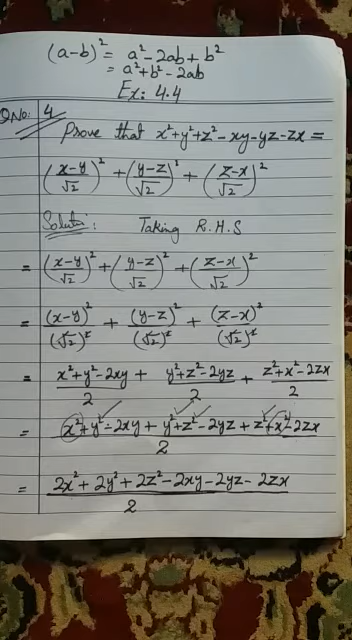 (a-b)² = a²-2ab+b²
= a²+b²-2ab
Ex: 4.4
QNo: 4
Prove that x²+y²+z²-xy-yz-zx =
((x-y)/√2)² + ((y-z)/√2)² + ((z-x)/√2)²
Solution: Taking R.H.S
= ((x-y)/√2)² + ((y-z)/√2)² + ((z-x)/√2)²
= (x-y)²/(√2)² + (y-z)²/(√2)² + (z-x)²/(√2)²
= (x²+y²-2xy)/2 + (y²+z²-2yz)/2 + (z²+x²-2zx)/2
= (x²+y²-2xy+y²+z²-2yz+z²+x²-2zx)/2
= (2x²+2y²+2z²-2xy-2yz-2zx)/2